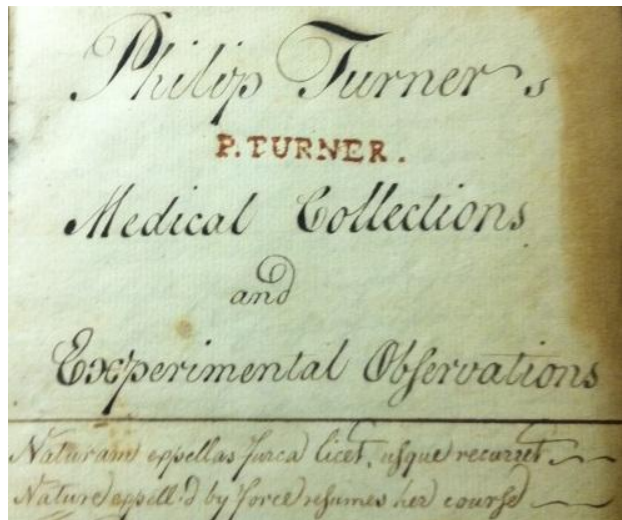 Philip Turner's
P. TURNER.
Medical Collections
and
Experimental Obſervations
Naturam expellas furca licet, uſque recurret
Nature expell'd by force reſumes her courſe